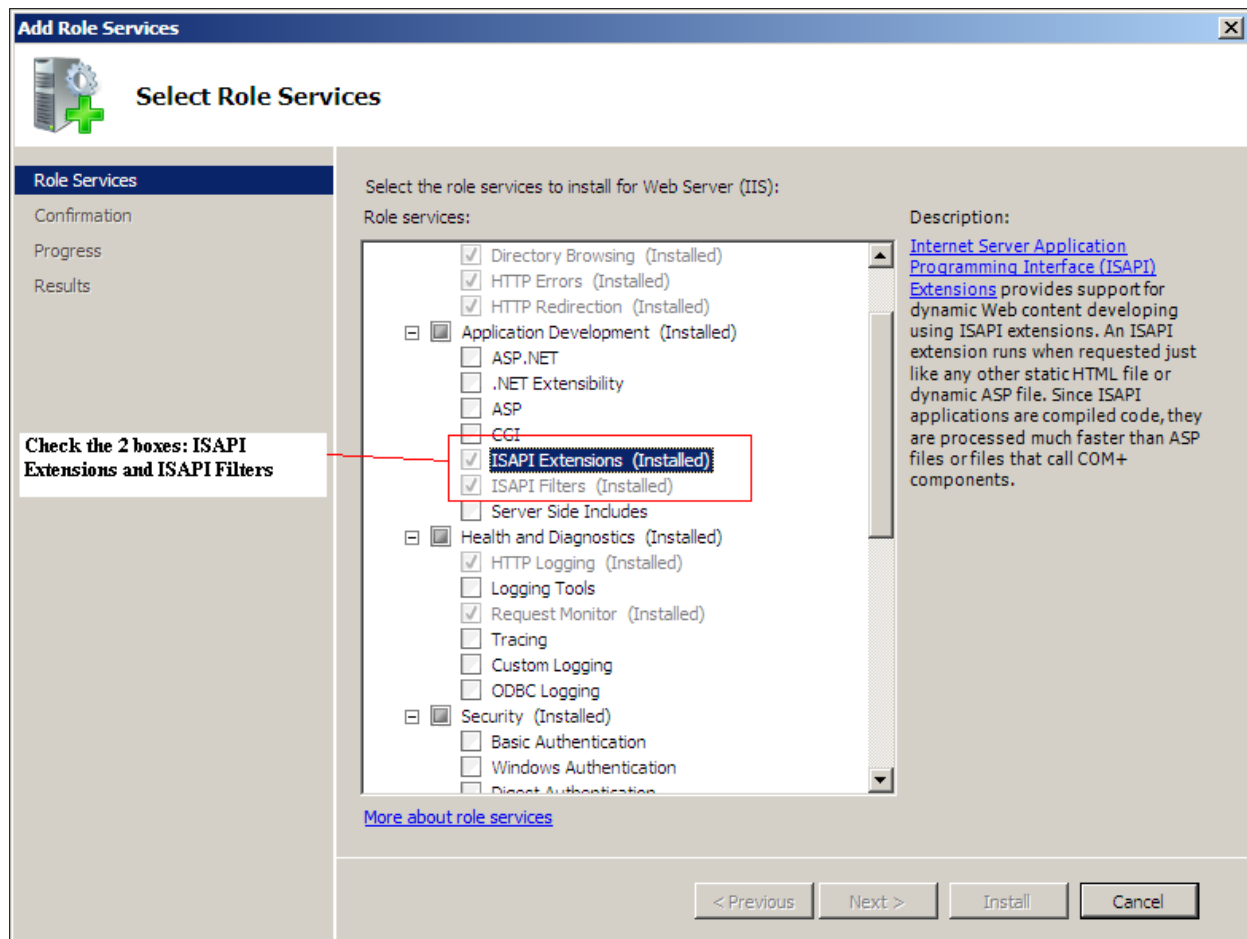 Add Role Services
Select Role Services
Role Services
Confirmation
Progress
Results
Check the 2 boxes: ISAPI
Extensions and ISAPI Filters
Select the role services to install for Web Server (IIS):
Role services:
Directory Browsing (Installed)
HTTP Errors (Installed)
HTTP Redirection (Installed)
Application Development (Installed)
ASP.NET
.NET Extensibility
ASP
CGI
ISAPI Extensions (Installed)
ISAPI Filters (Installed)
Server Side Includes
Health and Diagnostics (Installed)
HTTP Logging (Installed)
Logging Tools
Request Monitor (Installed)
Tracing
Custom Logging
ODBC Logging
Security (Installed)
Basic Authentication
Windows Authentication
Digest Authentication
More about role services
Description:
Internet Server Application
Programming Interface (ISAPI)
Extensions provides support for
dynamic Web content developing
using ISAPI extensions. An ISAPI
extension runs when requested just
like any other static HTML file or
dynamic ASP file. Since ISAPI
applications are compiled code, they
are processed much faster than ASP
files or files that call COM+
components.
< Previous
Next >
Install
Cancel